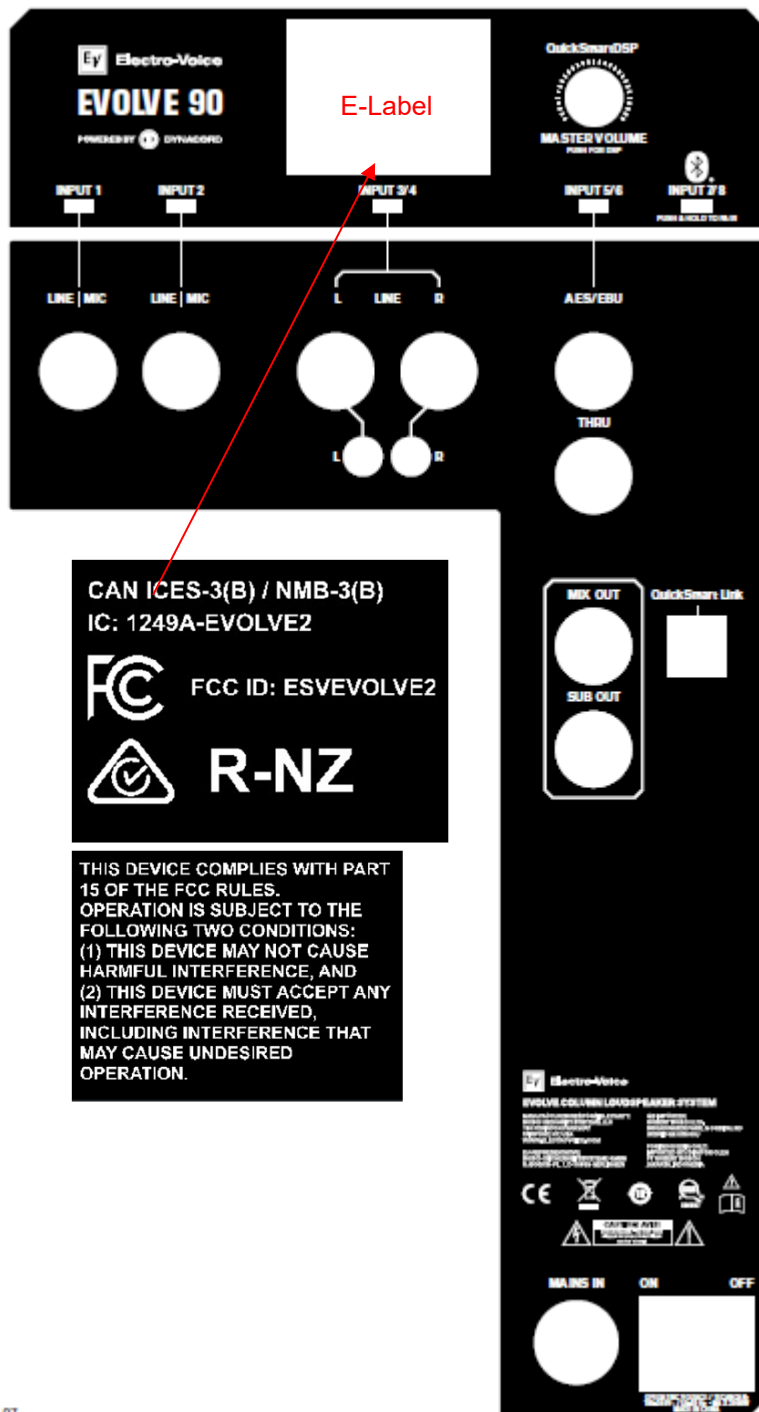 EV Electro-Voice
EVOLVE 90
POWERED BY DYNACORD
E-Label
QuickSmartDSP
MASTER VOLUME
PUSH FOR DSP
INPUT 1
INPUT 2
INPUT 3/4
INPUT 5/6
INPUT 7/8
PUSH & HOLD TO PAIR
LINE | MIC
LINE | MIC
L LINE R
AES/EBU
THRU
L R
CAN ICES-3(B) / NMB-3(B)
IC: 1249A-EVOLVE2
FC
FCC ID: ESVEVOLVE2
R-NZ
THIS DEVICE COMPLIES WITH PART
15 OF THE FCC RULES.
OPERATION IS SUBJECT TO THE
FOLLOWING TWO CONDITIONS:
(1) THIS DEVICE MAY NOT CAUSE
HARMFUL INTERFERENCE, AND
(2) THIS DEVICE MUST ACCEPT ANY
INTERFERENCE RECEIVED,
INCLUDING INTERFERENCE THAT
MAY CAUSE UNDESIRED
OPERATION.
MIX OUT
QuickSmart Link
SUB OUT
EV Electro-Voice
EVOLVE COLUMN LOUDSPEAKER SYSTEM
CE
MAINS IN
ON OFF